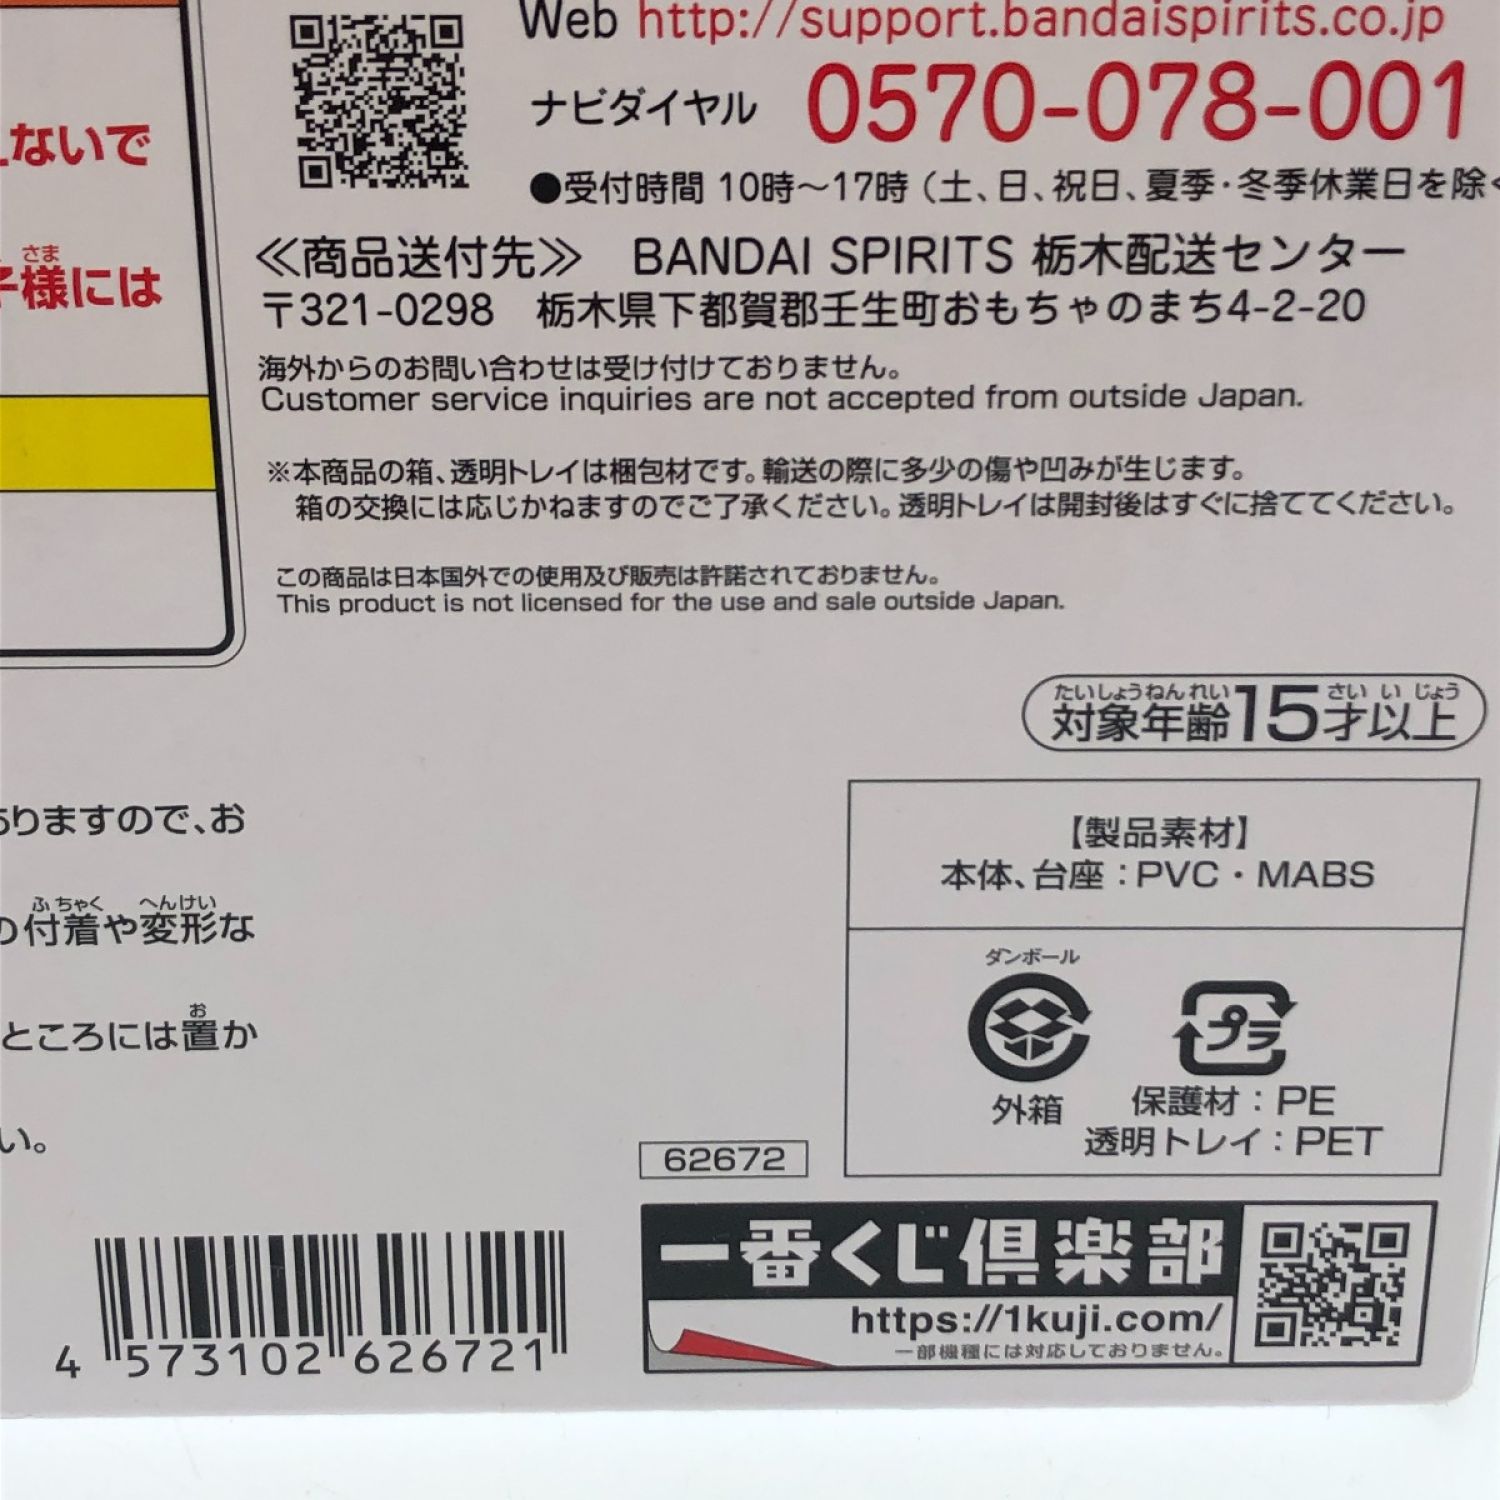 Web http://support.bandaispirits.co.jp
ナビダイヤル 0570-078-001
●受付時間 10時～17時（土、日、祝日、夏季・冬季休業日を除く
≪商品送付先≫ BANDAI SPIRITS 栃木配送センター
〒321-0298 栃木県下都賀郡壬生町おもちゃのまち4-2-20
海外からのお問い合わせは受け付けておりません。
Customer service inquiries are not accepted from outside Japan.
※本商品の箱、透明トレイは梱包材です。輸送の際に多少の傷や凹みが生じます。
箱の交換には応じかねますのでご了承ください。透明トレイは開封後はすぐに捨ててください。
この商品は日本国外での使用及び販売は許諾されておりません。
This product is not licensed for the use and sale outside Japan.
ないで
さま
様には
たいしょうねんれい さい い じょう
対象年齢15才以上
りますので、お
ふちゃく へんけい
の付着や変形な
お
ところには置か
い。
【製品素材】
本体、台座：PVC・MABS
ダンボール
外箱
プラ
保護材：PE
透明トレイ：PET
62672
4 573102 626721
一番くじ倶楽部
https://1kuji.com/
一部機種には対応しておりません。